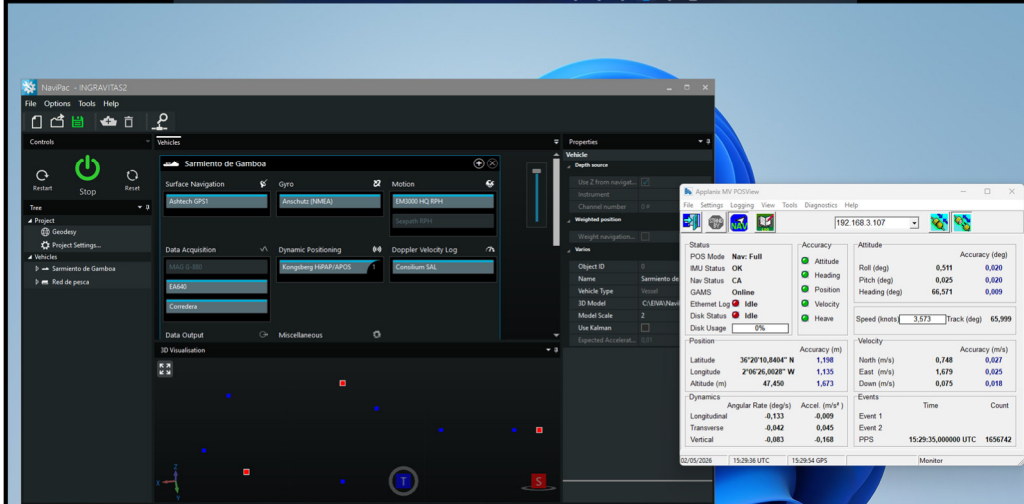 NaviPac - INGRAVITAS2
File Options Tools Help
Controls
Restart
Stop
Reset
Tree
Project
Geodesy
Project Settings...
Vehicles
Sarmiento de Gamboa
Red de pesca
Vehicles
Sarmiento de Gamboa
Surface Navigation Gyro Motion
Ashtech GPS1 Anschutz (NMEA) EM3000 HQ RPH
Seapath RPH
Data Acquisition Dynamic Positioning Doppler Velocity Log
MAG G-880 Kongsberg HiPAP/APOS 1 Consilium SAL
EA640
Corredera
Data Output Miscellaneous
3D Visualisation
Z
X
Y
T
S
Properties
Vehicle
Depth source
Use Z from navigat...
Instrument
Channel number 0 #
Weighted position
Weight navigation...
Varios
Object ID 0
Name Sarmiento de
Vehicle Type Vessel
3D Model C:\EIVA\Navi
Model Scale 2
Use Kalman
Expected Accelerat... 0,01
Applanix MV POSView
File Settings Logging View Tools Diagnostics Help
STAND BY NAV 192.168.3.107
Status
POS Mode Nav: Full
IMU Status OK
Nav Status CA
GAMS Online
Ethernet Log Idle
Disk Status Idle
Disk Usage 0%
Accuracy
Attitude
Heading
Position
Velocity
Heave
Attitude
Accuracy (deg)
Roll (deg) 0,511 0,020
Pitch (deg) 0,025 0,020
Heading (deg) 66,571 0,009
Speed (knots) 3,573 Track (deg) 65,999
Position
Accuracy (m)
Latitude 36°20'10,8404" N 1,198
Longitude 2°06'26,0028" W 1,135
Altitude (m) 47,450 1,673
Velocity
Accuracy (m/s)
North (m/s) 0,748 0,027
East (m/s) 1,679 0,025
Down (m/s) 0,075 0,018
Dynamics
Angular Rate (deg/s) Accel. (m/s²)
Longitudinal -0,133 -0,009
Transverse -0,042 0,045
Vertical -0,083 -0,168
Events
Time Count
Event 1
Event 2
PPS 15:29:35,000000 UTC 1656742
02/05/2026 15:29:36 UTC 15:29:54 GPS Monitor